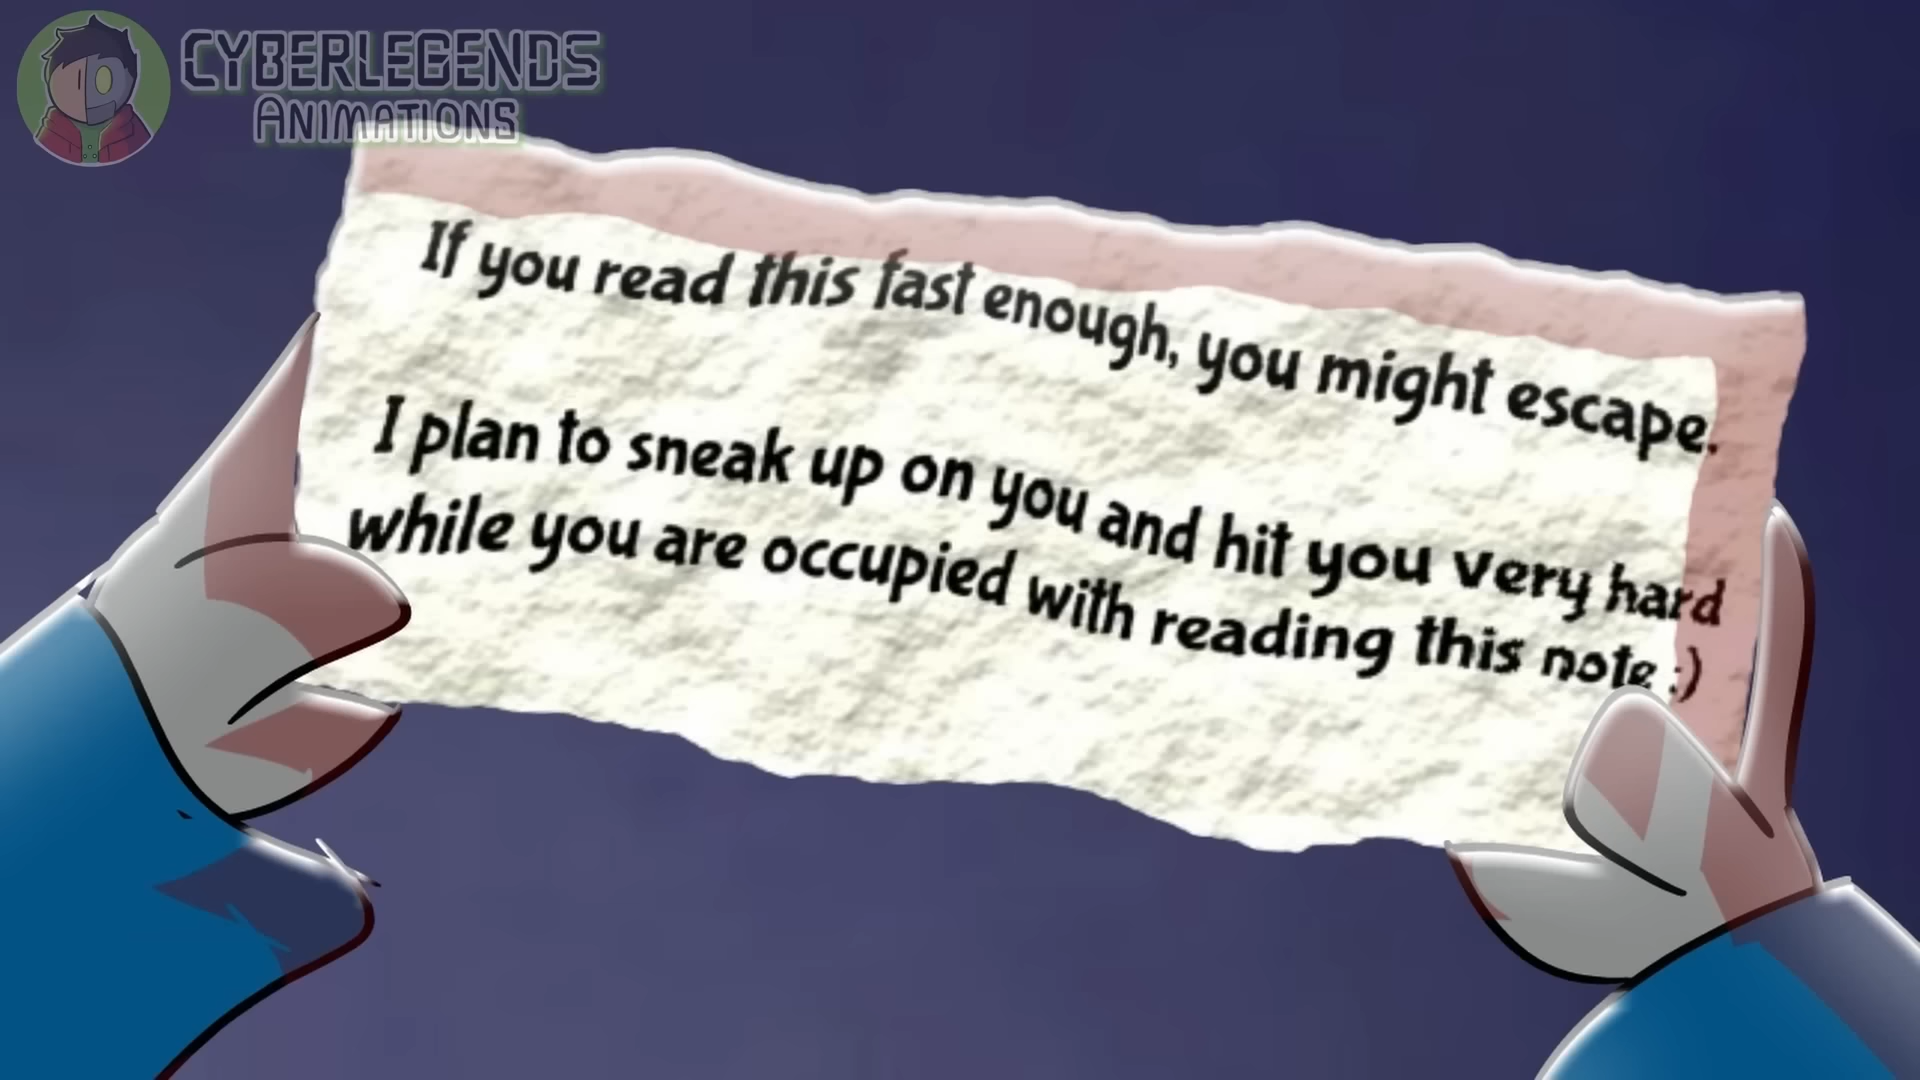 CYBERLEGENDS
ANIMATIONS
If you read this fast enough, you might escape.
I plan to sneak up on you and hit you very hard
while you are occupied with reading this note :)